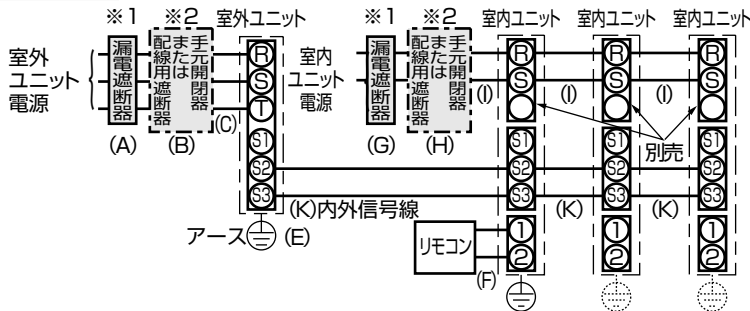 ※1 ※2 室外ユニット ※1 ※2 室内ユニット 室内ユニット 室内ユニット
室外
ユニット
電源
漏電遮断器
手元開閉器
または
配線用遮断器
R
S
T
S1
S2
S3
(A)
(B)
(C)
室内
ユニット
電源
漏電遮断器
手元開閉器
または
配線用遮断器
(G)
(H)
(I)
(I)
(I)
R
S
S1
S2
S3
1
2
R
S
S1
S2
S3
1
2
R
S
S1
S2
S3
1
2
別売
(K)内外信号線
(K)
(K)
アース
(E)
リモコン
(F)